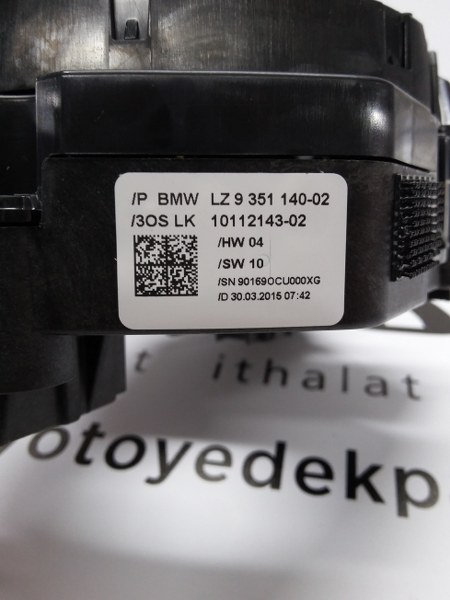 /P BMW LZ 9 351 140-02
/3OS LK 10112143-02
/HW 04
/SW 10
/SN 90169OCU000XG
/D 30.03.2015 07:42
t ithalat
otoyedekp